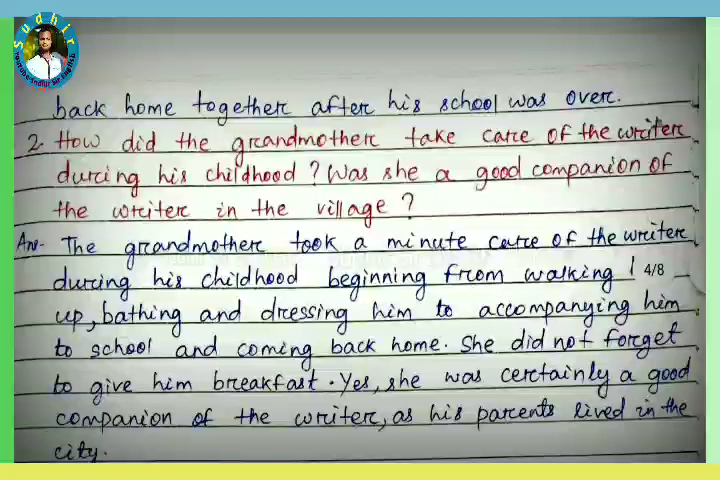 Sudhir
back home together after his school was over.
2. How did the grandmother take care of the writer
during his childhood? Was she a good companion of
the writer in the village?
Ans- The grandmother took a minute care of the writer
during his childhood beginning from walking 4/8
up, bathing and dressing him to accompanying him
to school and coming back home. She did not forget
to give him breakfast. Yes, she was certainly a good
companion of the writer, as his parents lived in the
city.